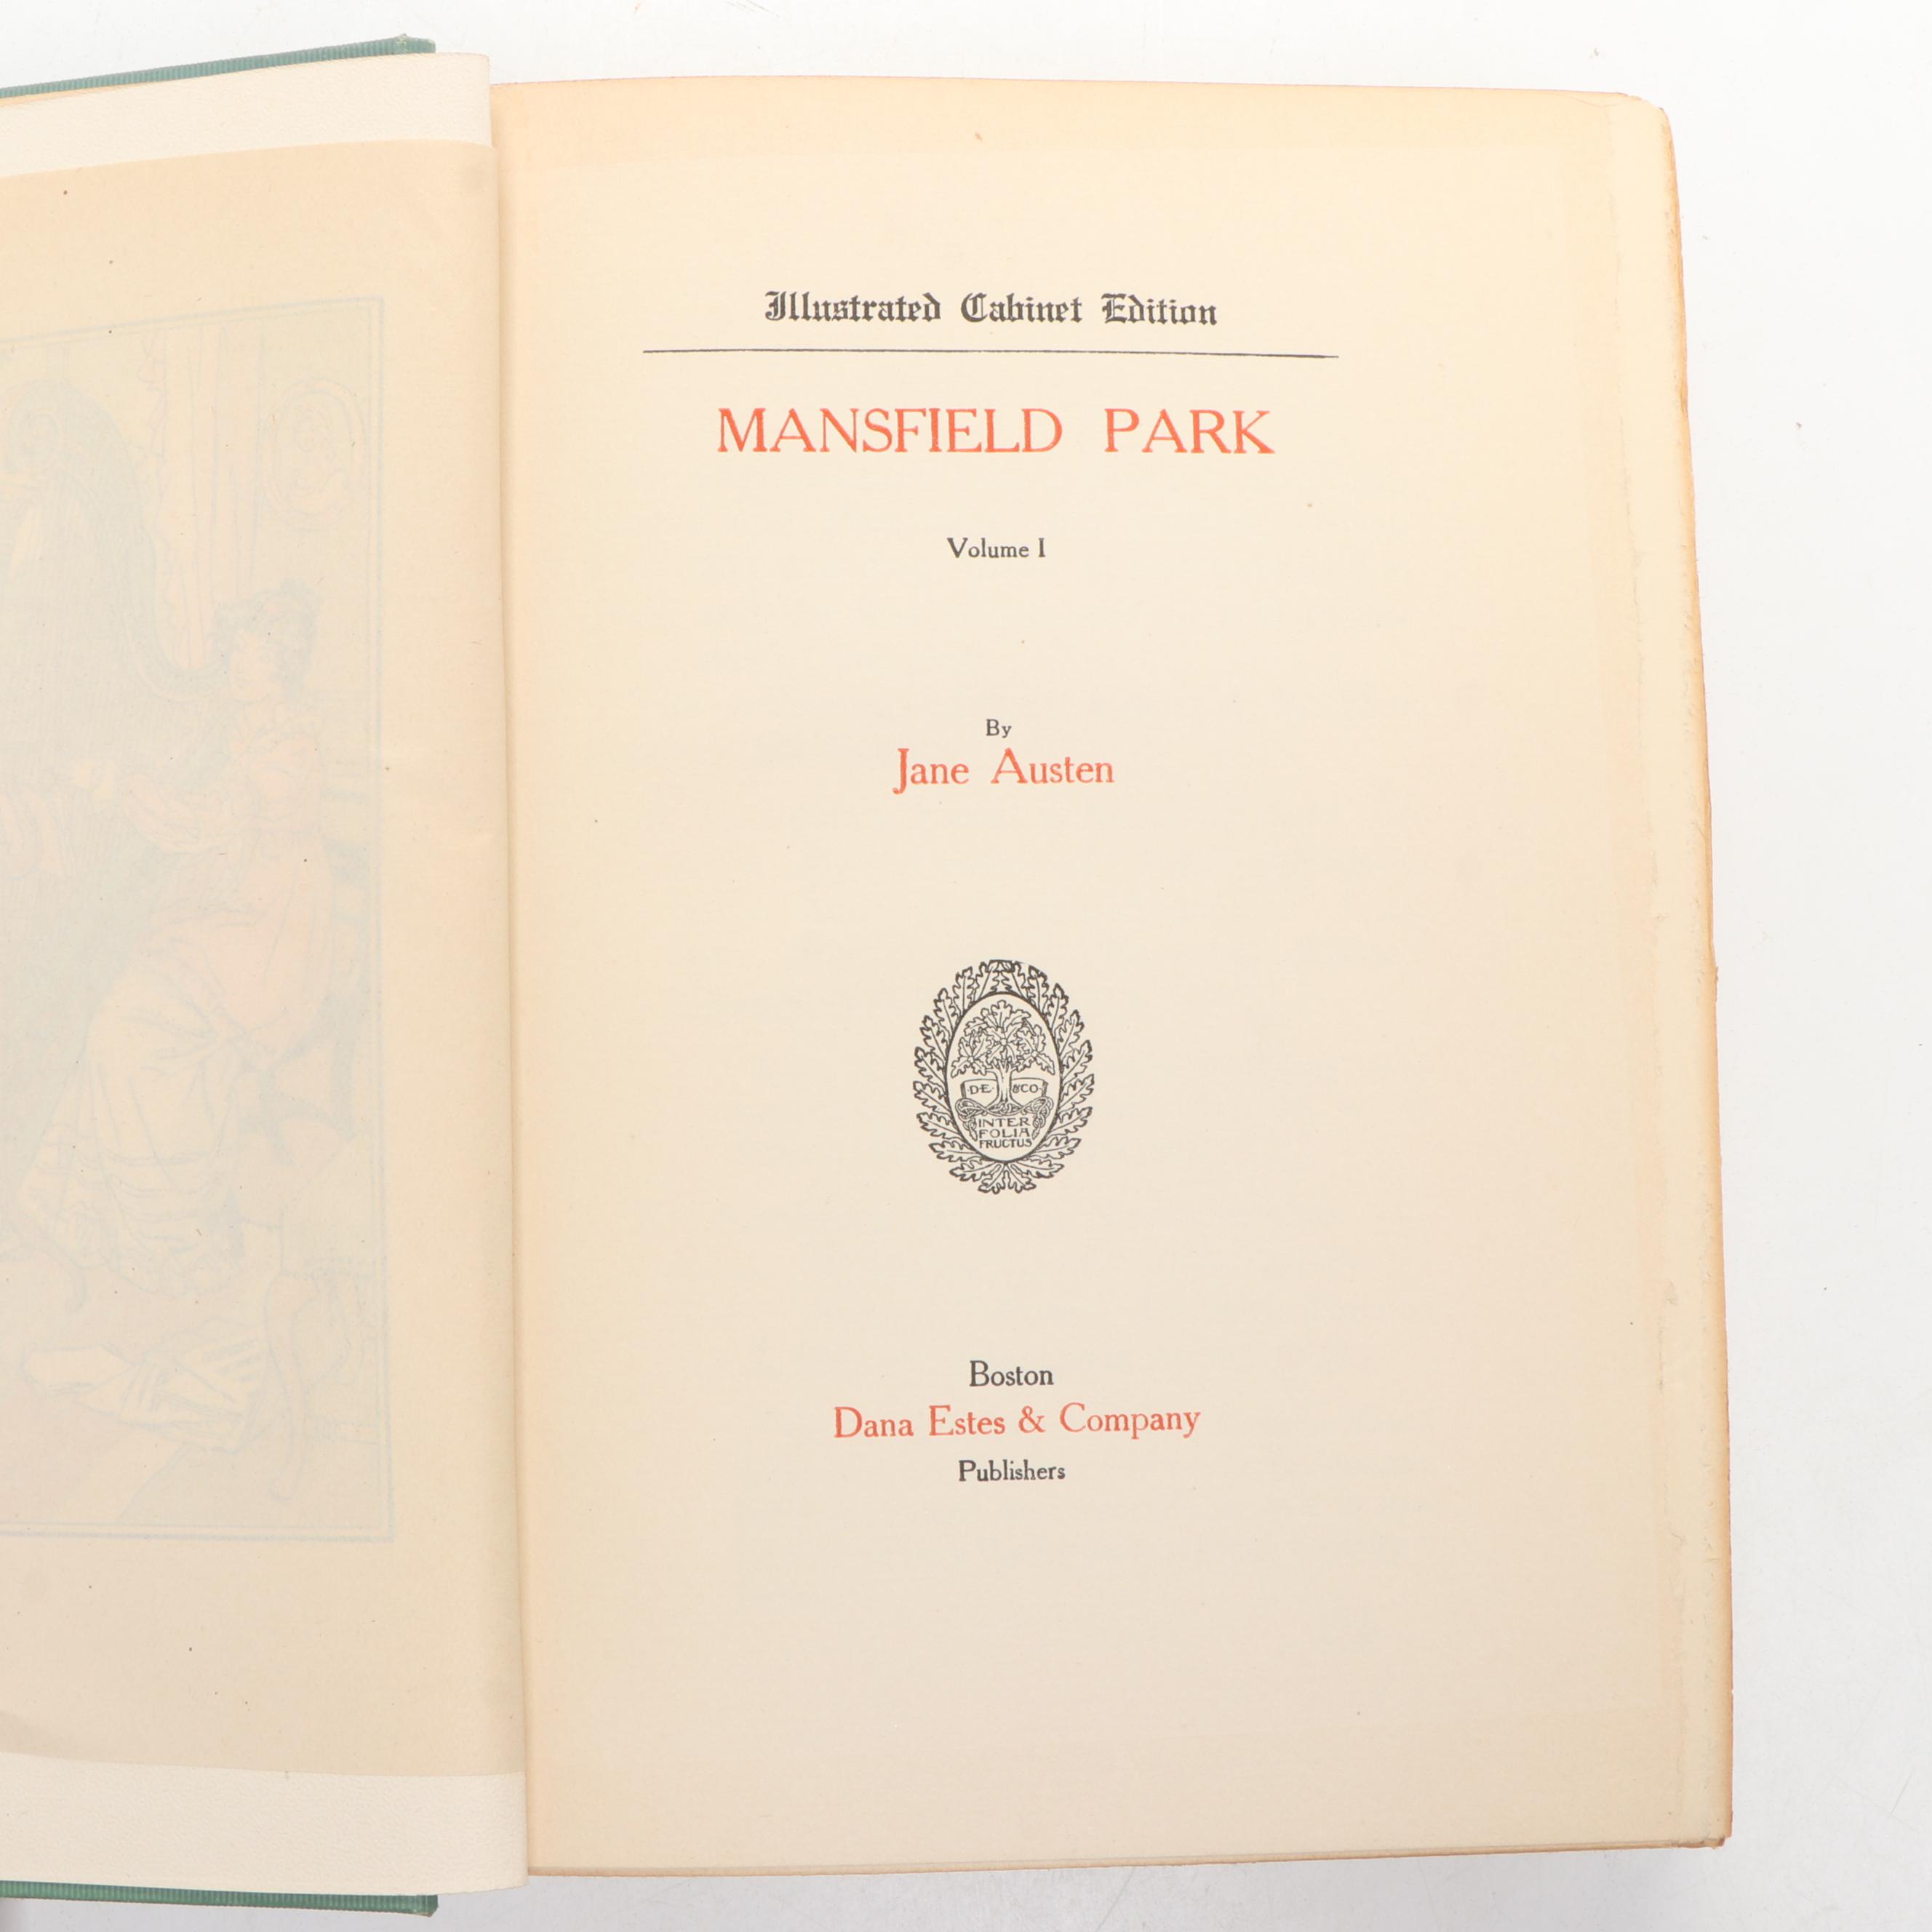 Illustrated Cabinet Edition
MANSFIELD PARK
Volume I
By
Jane Austen
DE &CO
INTER
FOLIA
FRUCTUS
Boston
Dana Estes & Company
Publishers